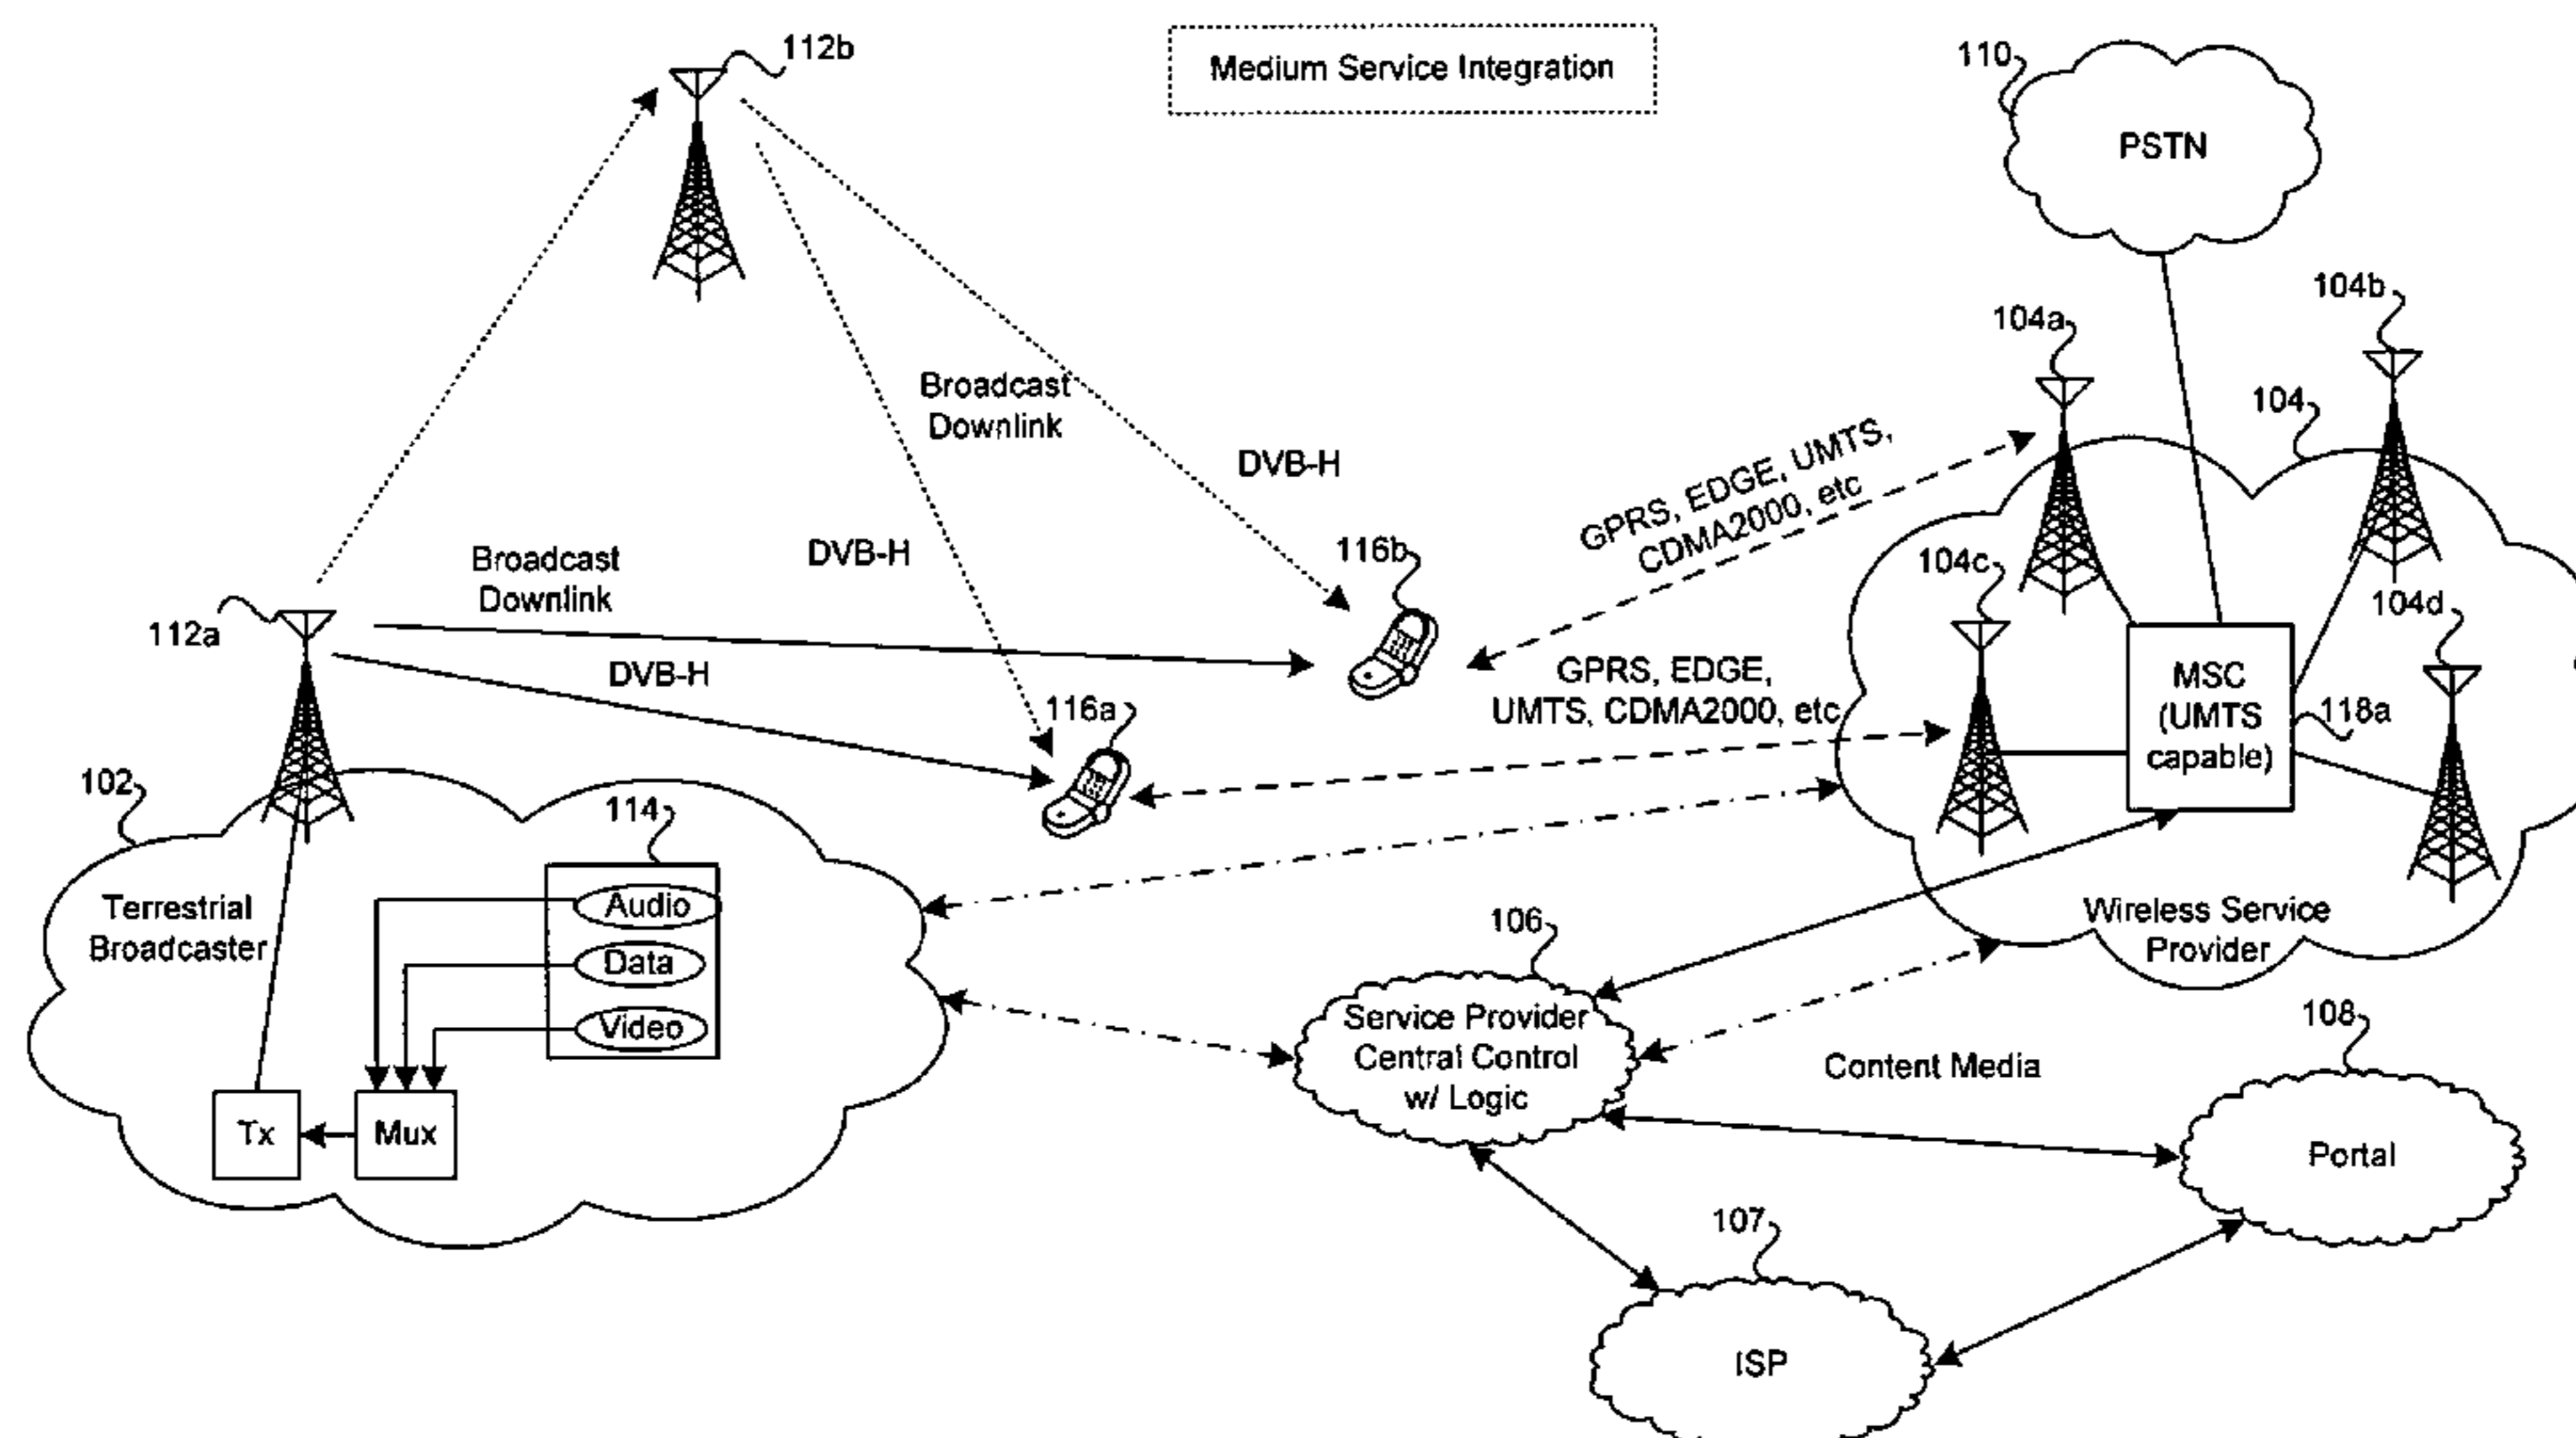 112b
Medium Service Integration
110
PSTN
104b
104a
104
Broadcast
Downlink
DVB-H
GPRS, EDGE, UMTS,
CDMA2000, etc
Broadcast
Downlink
DVB-H
116b
104c
104d
112a
DVB-H
GPRS, EDGE,
UMTS, CDMA2000, etc
MSC
(UMTS
capable)
118a
116a
102
114
Terrestrial
Broadcaster
Audio
Data
Video
Tx
Mux
106
Wireless Service
Provider
Service Provider
Central Control
w/ Logic
Content Media
108
Portal
107
ISP